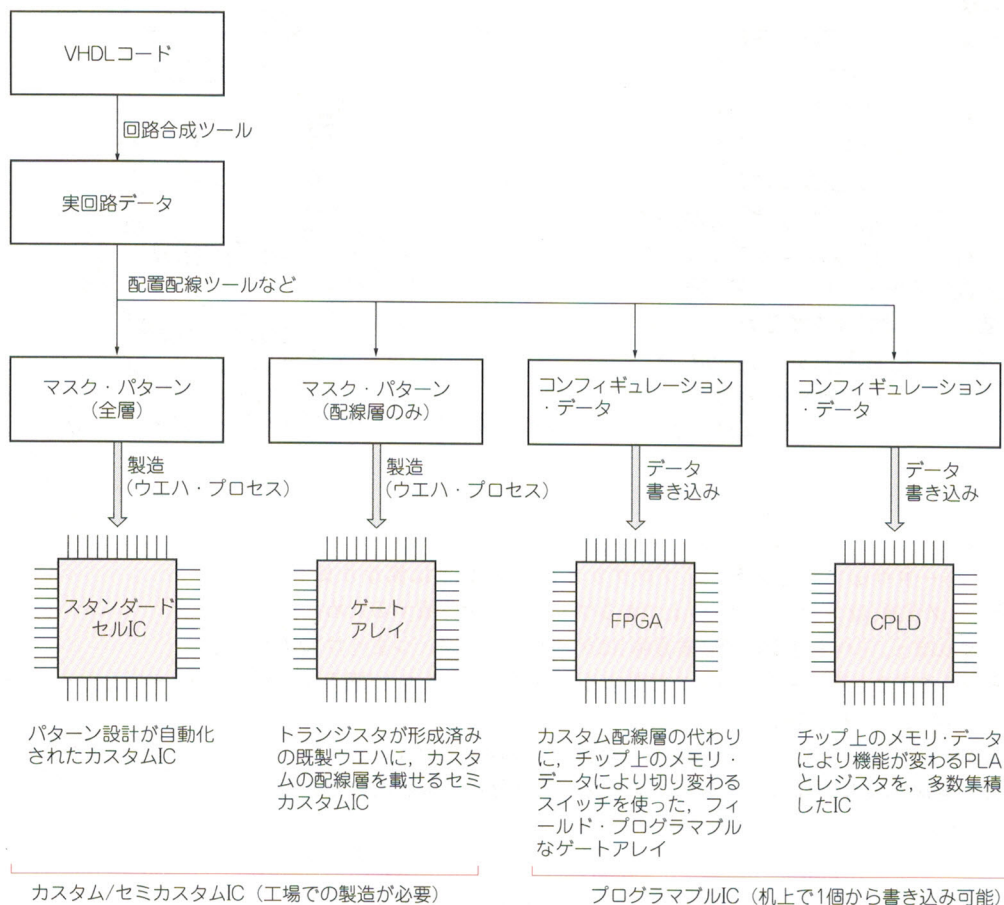 VHDLコード
回路合成ツール
実回路データ
配置配線ツールなど
マスク・パターン
(全層)
マスク・パターン
(配線層のみ)
コンフィギュレーション
・データ
コンフィギュレーション
・データ
製造
(ウエハ・プロセス)
製造
(ウエハ・プロセス)
データ
書き込み
データ
書き込み
スタンダード
セルIC
ゲート
アレイ
FPGA
CPLD
パターン設計が自動化
されたカスタムIC
トランジスタが形成済み
の既製ウエハに，カスタ
ムの配線層を載せるセミ
カスタムIC
カスタム配線層の代わり
に，チップ上のメモリ・
データにより切り変わる
スイッチを使った，フィ
ールド・プログラマブル
なゲートアレイ
チップ上のメモリ・データ
により機能が変わるPLA
とレジスタを，多数集積
したIC
カスタム/セミカスタムIC（工場での製造が必要）
プログラマブルIC（机上で1個から書き込み可能）